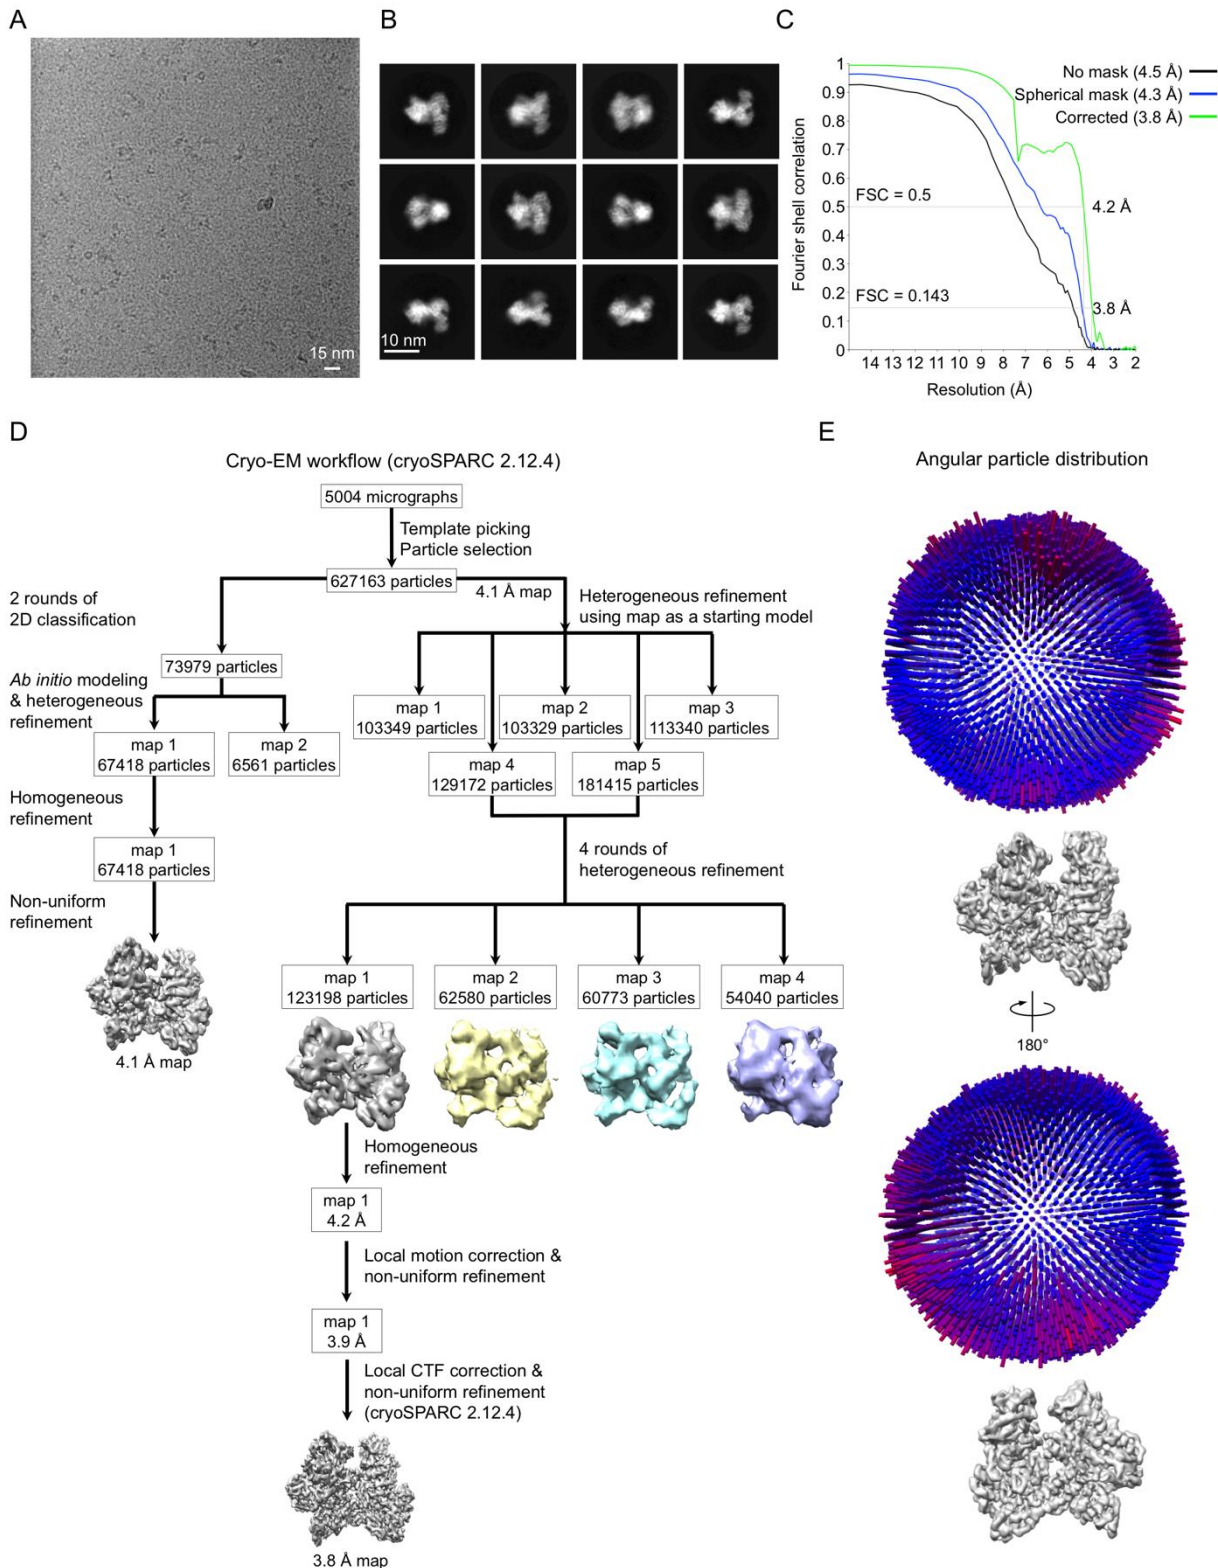 A
15 nm
B
10 nm
C
Fourier shell correlation
1
0.9
0.8
0.7
0.6
0.5
0.4
0.3
0.2
0.1
0
No mask (4.5 Å)
Spherical mask (4.3 Å)
Corrected (3.8 Å)
FSC = 0.5
4.2 Å
FSC = 0.143
3.8 Å
14 13 12 11 10 9 8 7 6 5 4 3 2
Resolution (Å)
D
Cryo-EM workflow (cryoSPARC 2.12.4)
5004 micrographs
Template picking
Particle selection
627163 particles
4.1 Å map
2 rounds of
2D classification
Heterogeneous refinement
using map as a starting model
73979 particles
Ab initio modeling
& heterogeneous
refinement
map 1
67418 particles
map 2
6561 particles
map 1
103349 particles
map 2
103329 particles
map 3
113340 particles
map 4
129172 particles
map 5
181415 particles
Homogeneous
refinement
map 1
67418 particles
Non-uniform
refinement
4.1 Å map
4 rounds of
heterogeneous refinement
map 1
123198 particles
map 2
62580 particles
map 3
60773 particles
map 4
54040 particles
Homogeneous
refinement
map 1
4.2 Å
Local motion correction &
non-uniform refinement
map 1
3.9 Å
Local CTF correction &
non-uniform refinement
(cryoSPARC 2.12.4)
3.8 Å map
E
Angular particle distribution
180°